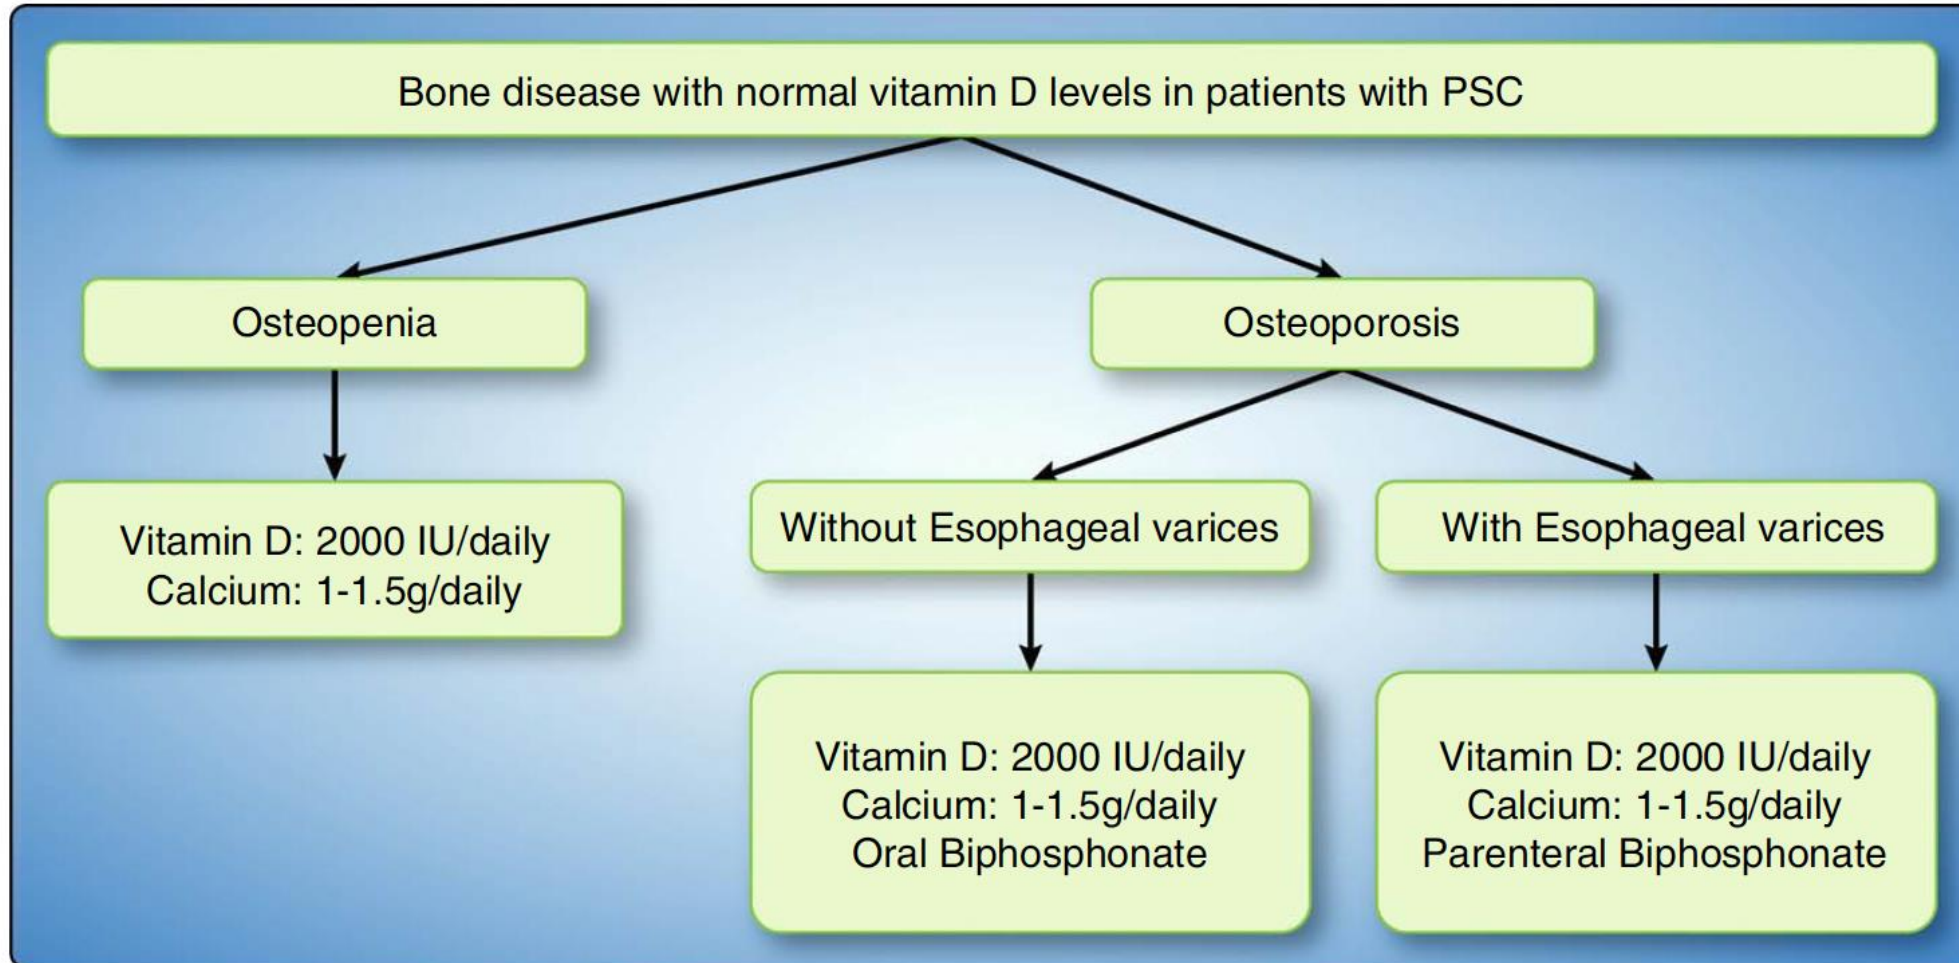 Bone disease with normal vitamin D levels in patients with PSC
Osteopenia
Osteoporosis
Vitamin D: 2000 IU/daily
Calcium: 1-1.5g/daily
Without Esophageal varices
With Esophageal varices
Vitamin D: 2000 IU/daily
Calcium: 1-1.5g/daily
Oral Biphosphonate
Vitamin D: 2000 IU/daily
Calcium: 1-1.5g/daily
Parenteral Biphosphonate